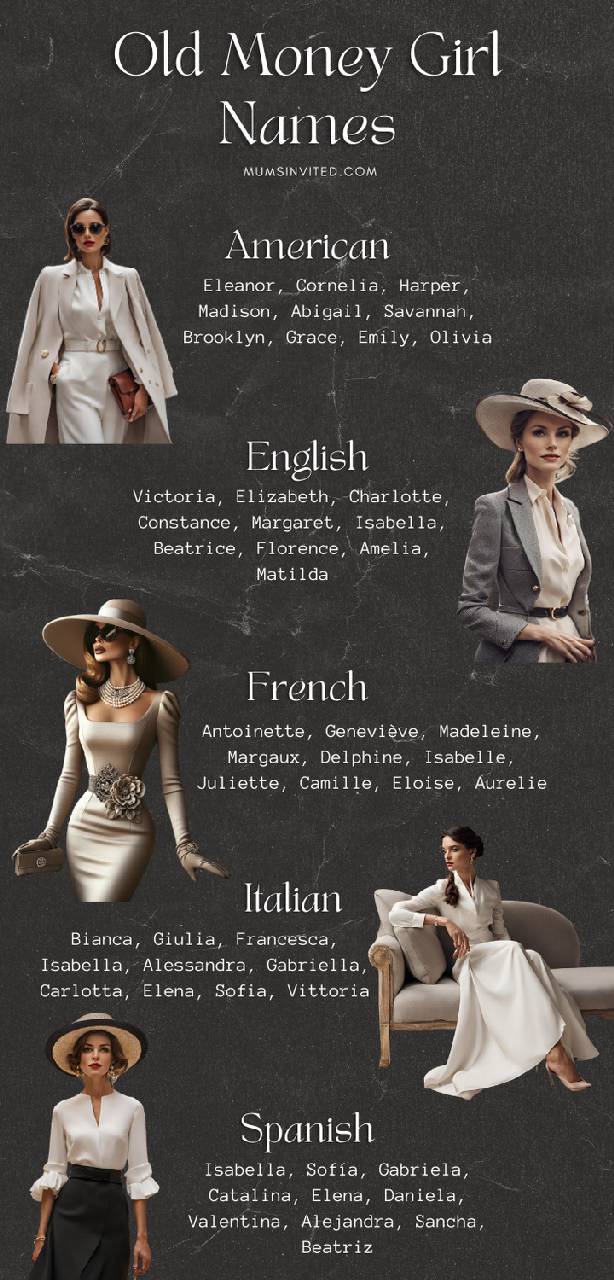 Old Money Girl
Names
MUMSINVITED.COM
American
Eleanor, Cornelia, Harper,
Madison, Abigail, Savannah,
Brooklyn, Grace, Emily, Olivia
English
Victoria, Elizabeth, Charlotte,
Constance, Margaret, Isabella,
Beatrice, Florence, Amelia,
Matilda
French
Antoinette, Geneviève, Madeleine,
Margaux, Delphine, Isabelle,
Juliette, Camille, Eloise, Aurelie
Italian
Bianca, Giulia, Francesca,
Isabella, Alessandra, Gabriella,
Carlotta, Elena, Sofia, Vittoria
Spanish
Isabella, Sofía, Gabriela,
Catalina, Elena, Daniela,
Valentina, Alejandra, Sancha,
Beatriz